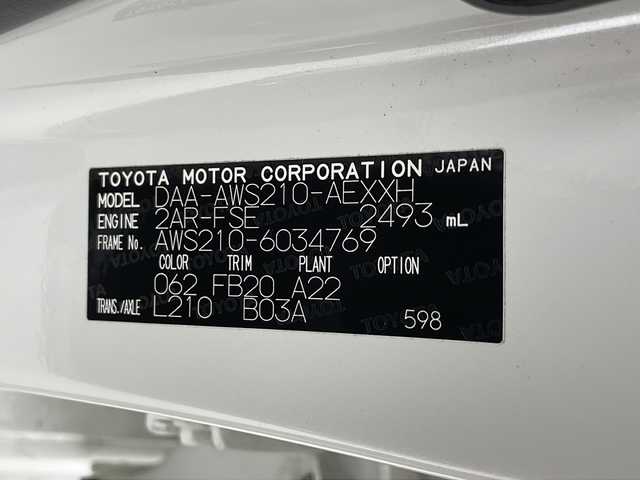 TOYOTA MOTOR CORPORATION JAPAN
MODEL DAA-AWS210-AEXXH
ENGINE 2AR-FSE 2493 mL
FRAME No. AWS210-6034769
COLOR TRIM PLANT OPTION
062 FB20 A22
TRANS./AXLE L210 B03A 598